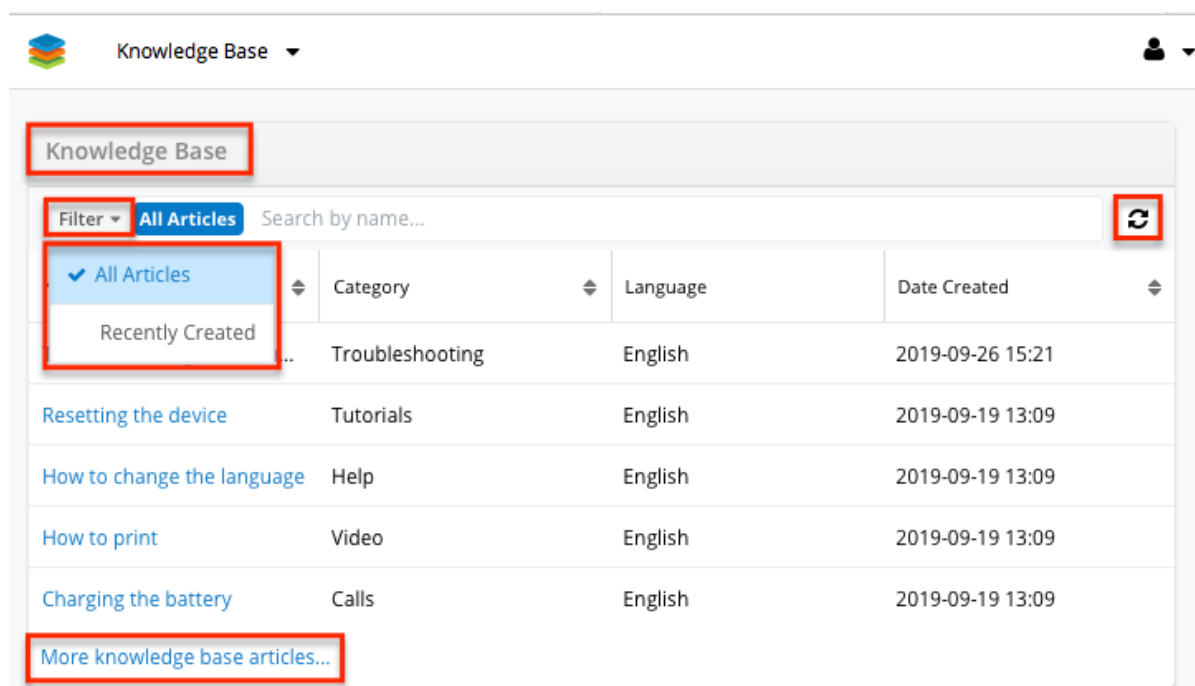 Knowledge Base
Knowledge Base
Filter All Articles Search by name...
All Articles Category Language Date Created
Recently Created
... Troubleshooting English 2019-09-26 15:21
Resetting the device Tutorials English 2019-09-19 13:09
How to change the language Help English 2019-09-19 13:09
How to print Video English 2019-09-19 13:09
Charging the battery Calls English 2019-09-19 13:09
More knowledge base articles...